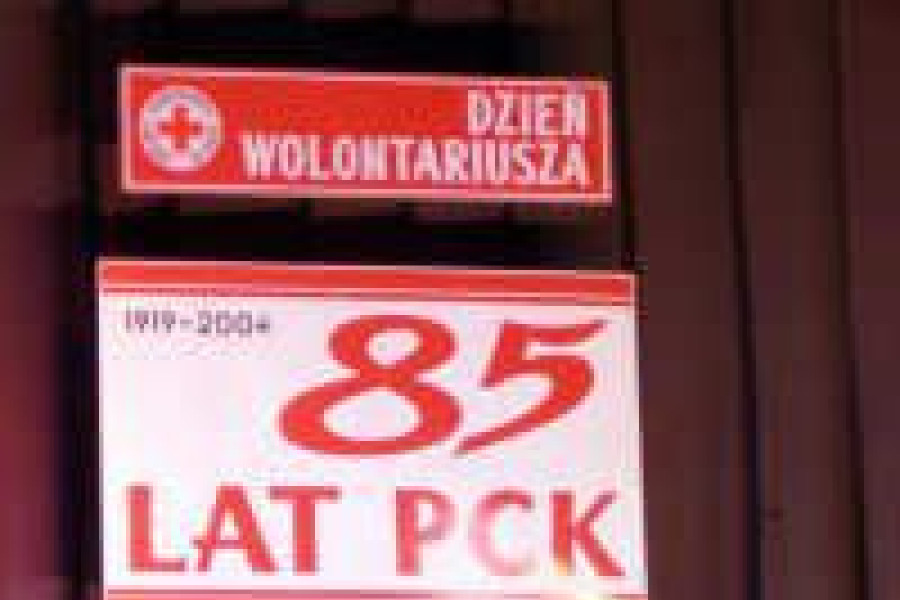 DZIEŃ
WOLONTARIUSZA
1919-2004
85
LAT PCK